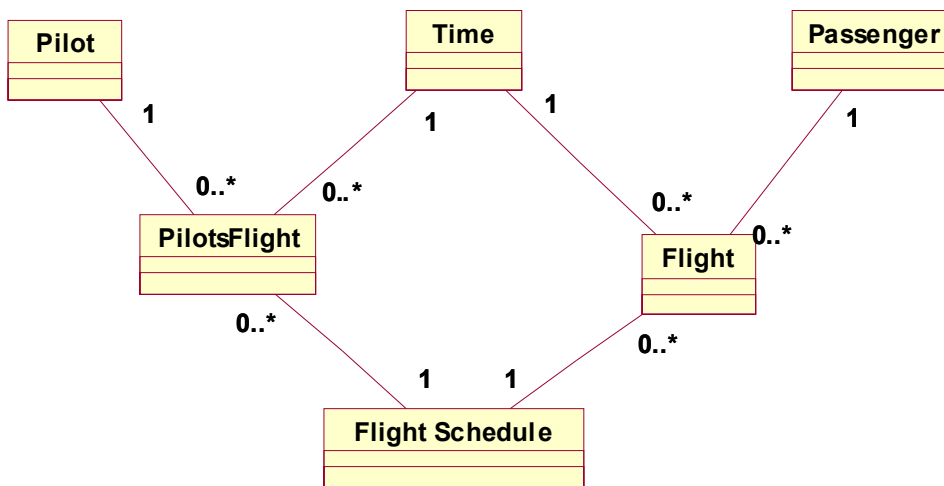 Pilot
Time
Passenger
1
1
1
1
0..*
0..*
0..*
0..*
PilotsFlight
Flight
0..*
0..*
1
1
Flight Schedule